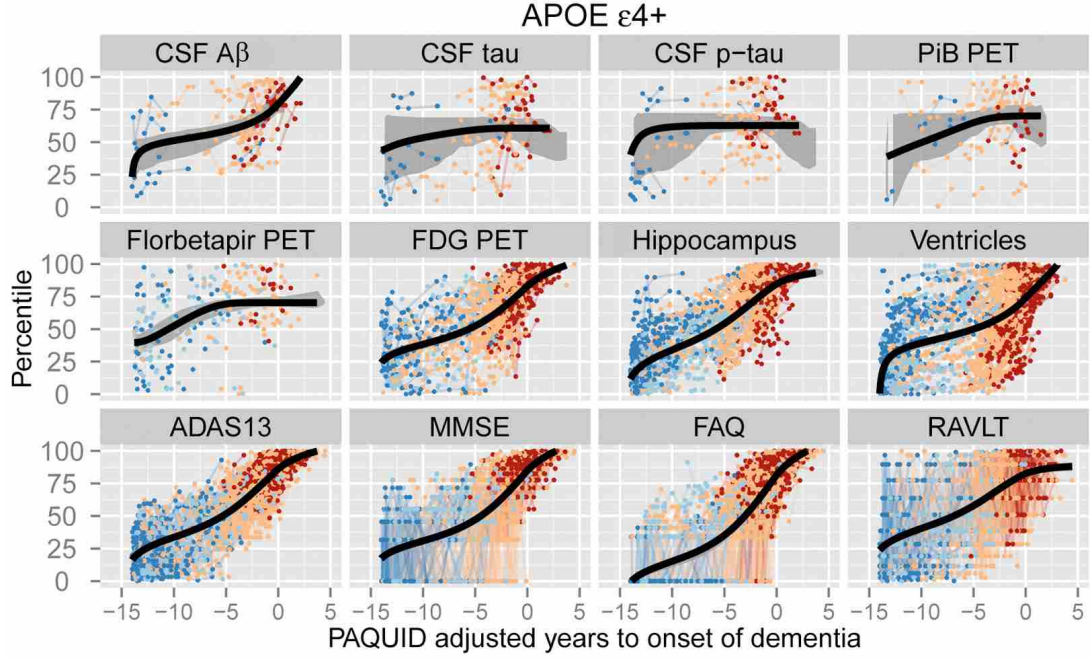 APOE ε4+
CSF Aβ CSF tau CSF p−tau PiB PET
100
75
50
25
0
Florbetapir PET FDG PET Hippocampus Ventricles
100
75
50
25
0
Percentile
ADAS13 MMSE FAQ RAVLT
100
75
50
25
0
−15 −10 −5 0 5 −15 −10 −5 0 5 −15 −10 −5 0 5 −15 −10 −5 0 5
PAQUID adjusted years to onset of dementia